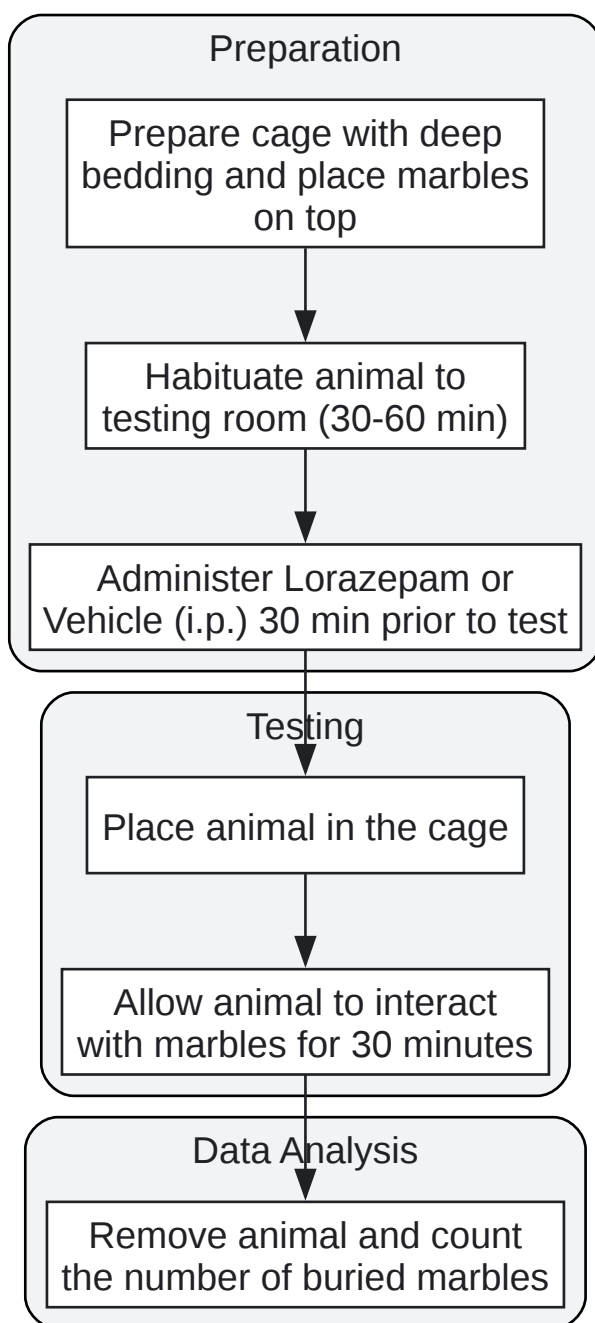 Preparation
Prepare cage with deep
bedding and place marbles
on top
Habituate animal to
testing room (30-60 min)
Administer Lorazepam or
Vehicle (i.p.) 30 min prior to test
Testing
Place animal in the cage
Allow animal to interact
with marbles for 30 minutes
Data Analysis
Remove animal and count
the number of buried marbles